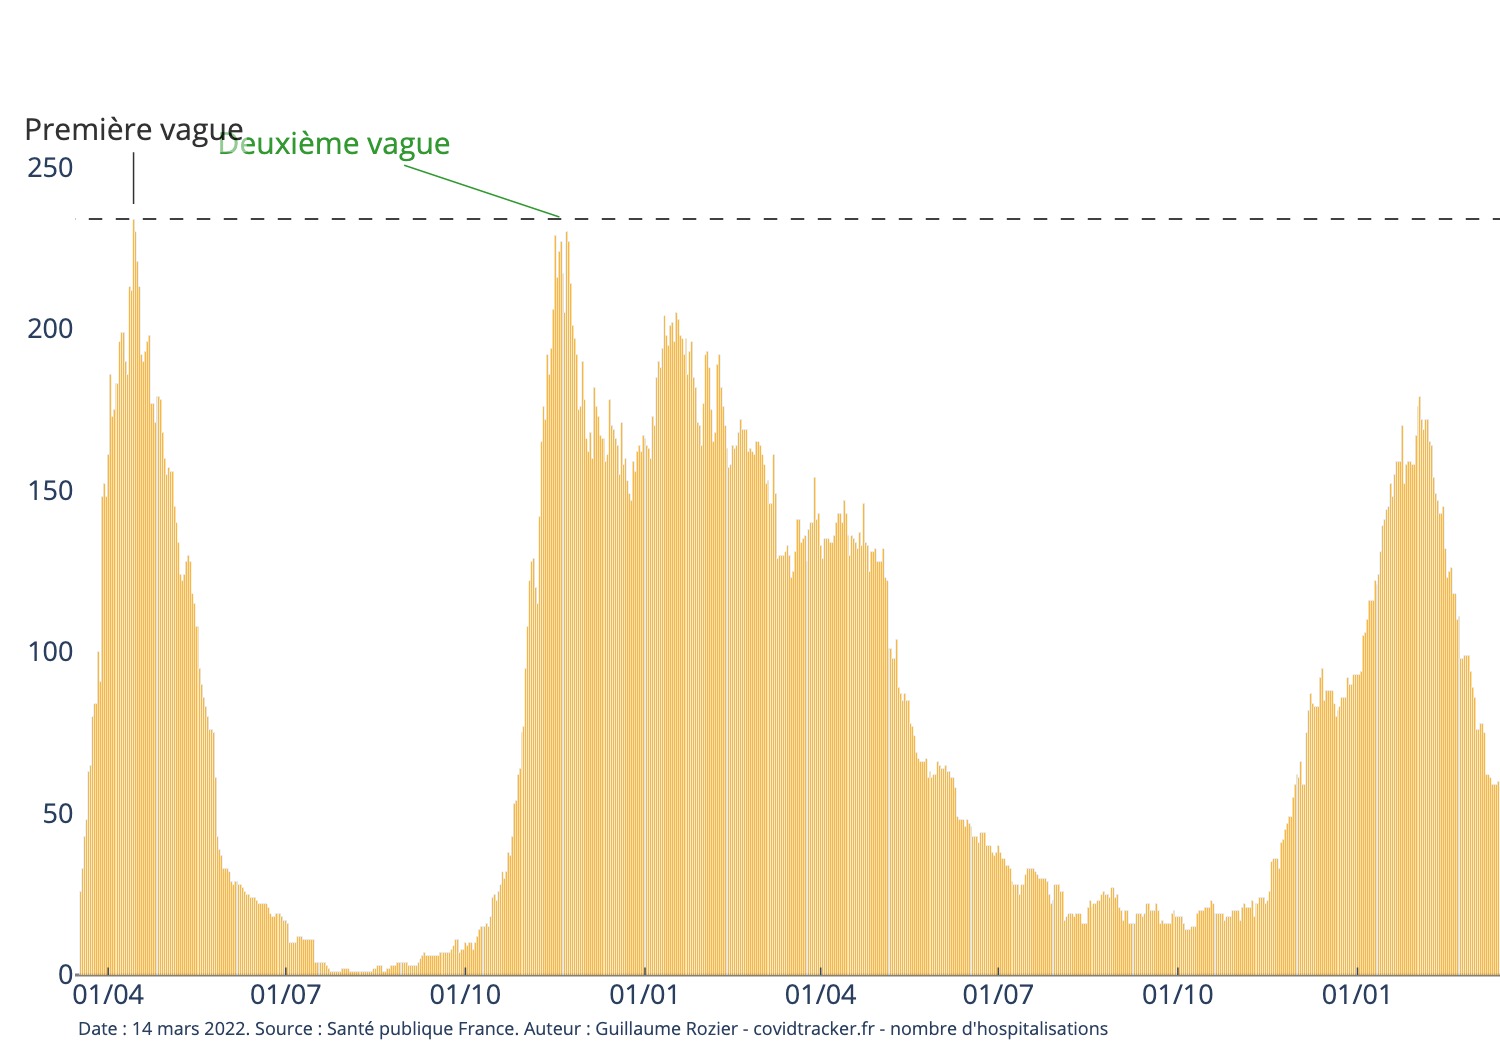 Première vague
Deuxième vague
250
200
150
100
50
0
01/04 01/07 01/10 01/01 01/04 01/07 01/10 01/01
Date : 14 mars 2022. Source : Santé publique France. Auteur : Guillaume Rozier - covidtracker.fr - nombre d'hospitalisations